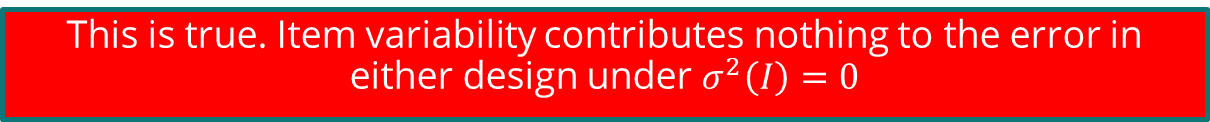 This is true. Item variability contributes nothing to the error in
either design under 𝜎²(𝐼) = 0